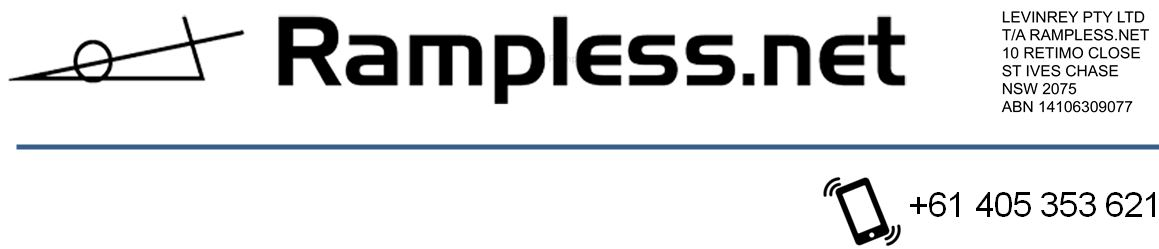 Rampless.net
LEVINREY PTY LTD
T/A RAMPLESS.NET
10 RETIMO CLOSE
ST IVES CHASE
NSW 2075
ABN 14106309077
+61 405 353 621